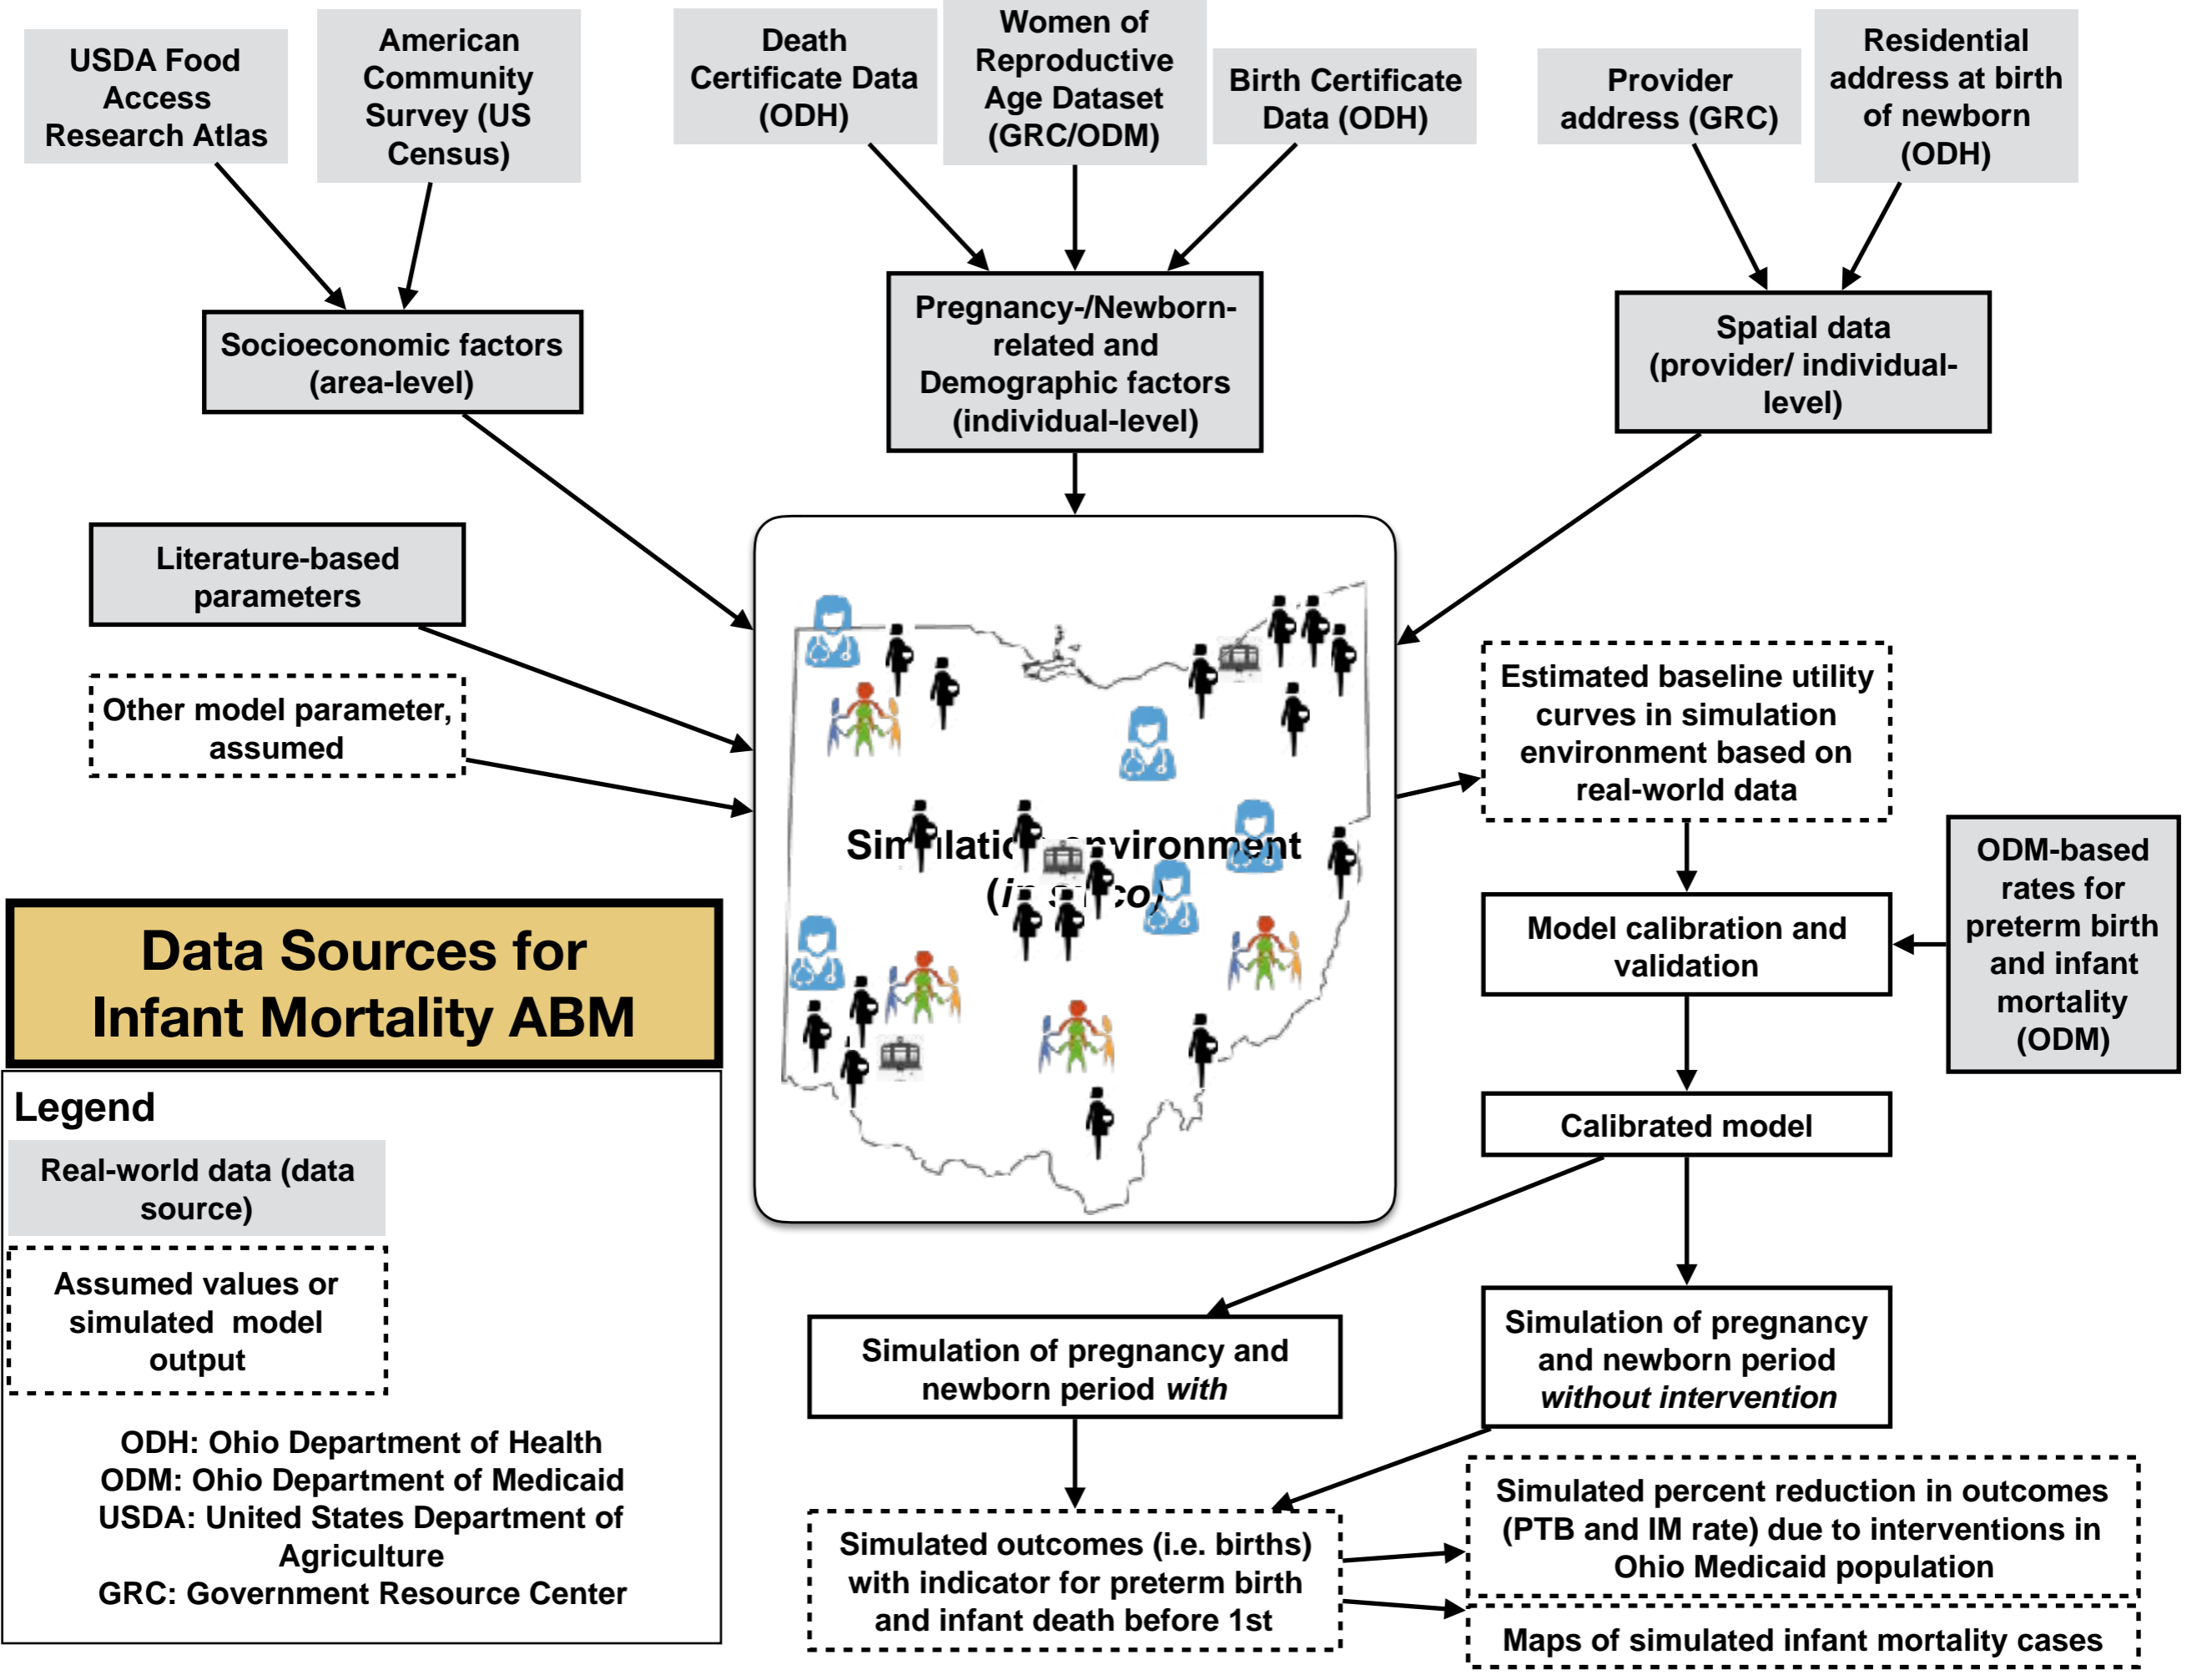 USDA Food
Access
Research Atlas
American
Community
Survey (US
Census)
Death
Certificate Data
(ODH)
Women of
Reproductive
Age Dataset
(GRC/ODM)
Birth Certificate
Data (ODH)
Provider
address (GRC)
Residential
address at birth
of newborn
(ODH)
Socioeconomic factors
(area-level)
Pregnancy-/Newborn-
related and
Demographic factors
(individual-level)
Spatial data
(provider/ individual-
level)
Literature-based
parameters
Other model parameter,
assumed
Simulation environment
(in silico)
Estimated baseline utility
curves in simulation
environment based on
real-world data
Model calibration and
validation
ODM-based
rates for
preterm birth
and infant
mortality
(ODM)
Calibrated model
Data Sources for
Infant Mortality ABM
Legend
Real-world data (data
source)
Assumed values or
simulated  model
output
ODH: Ohio Department of Health
ODM: Ohio Department of Medicaid
USDA: United States Department of
Agriculture
GRC: Government Resource Center
Simulation of pregnancy and
newborn period with
Simulation of pregnancy
and newborn period
without intervention
Simulated outcomes (i.e. births)
with indicator for preterm birth
and infant death before 1st
Simulated percent reduction in outcomes
(PTB and IM rate) due to interventions in
Ohio Medicaid population
Maps of simulated infant mortality cases